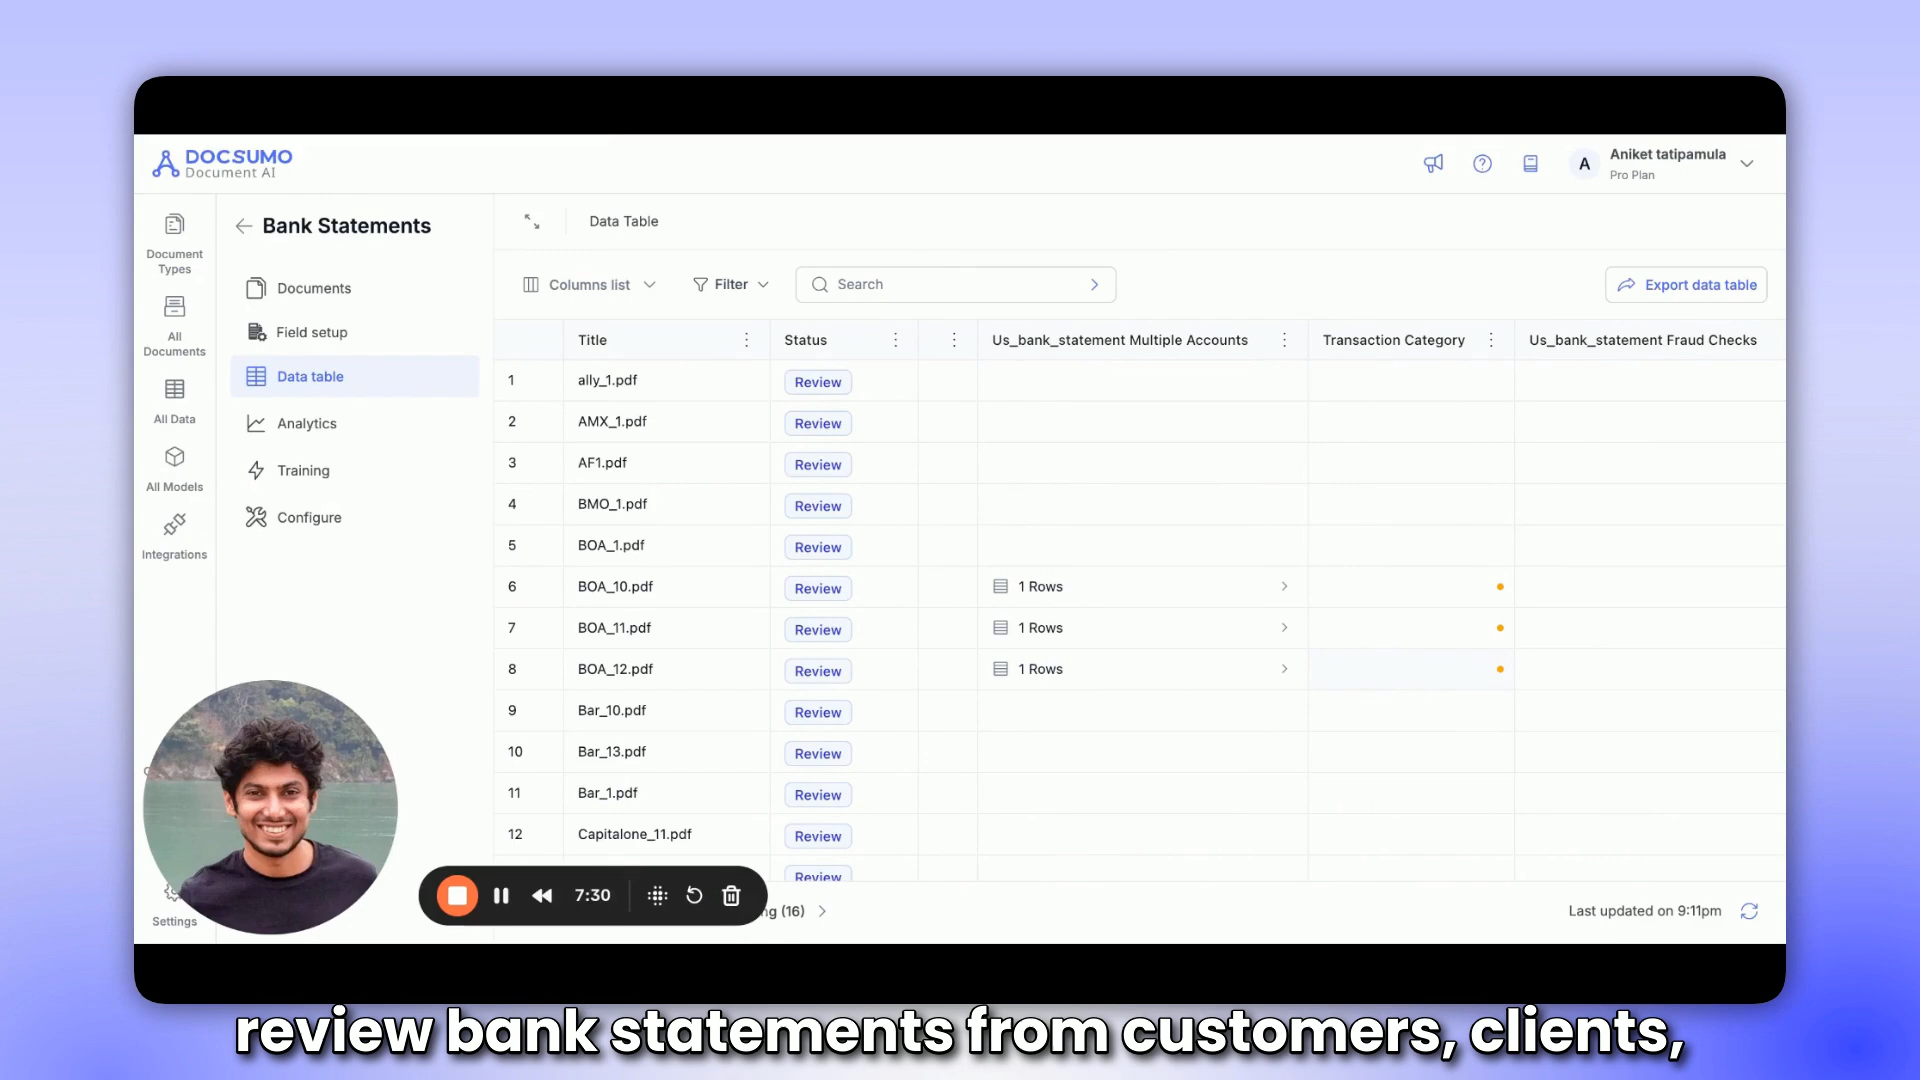 DOCSUMO
Document AI
A
Aniket tatipamula
Pro Plan
Document
Types
All
Documents
All Data
All Models
Integrations
Settings
Bank Statements
Documents
Field setup
Data table
Analytics
Training
Configure
Data Table
Columns list
Filter
Search
Export data table
Title Status Us_bank_statement Multiple Accounts Transaction Category Us_bank_statement Fraud Checks
1 ally_1.pdf Review
2 AMX_1.pdf Review
3 AF1.pdf Review
4 BMO_1.pdf Review
5 BOA_1.pdf Review
6 BOA_10.pdf Review 1 Rows
7 BOA_11.pdf Review 1 Rows
8 BOA_12.pdf Review 1 Rows
9 Bar_10.pdf Review
10 Bar_13.pdf Review
11 Bar_1.pdf Review
12 Capitalone_11.pdf Review
Review
7:30
(16)
Last updated on 9:11pm
review bank statements from customers, clients,